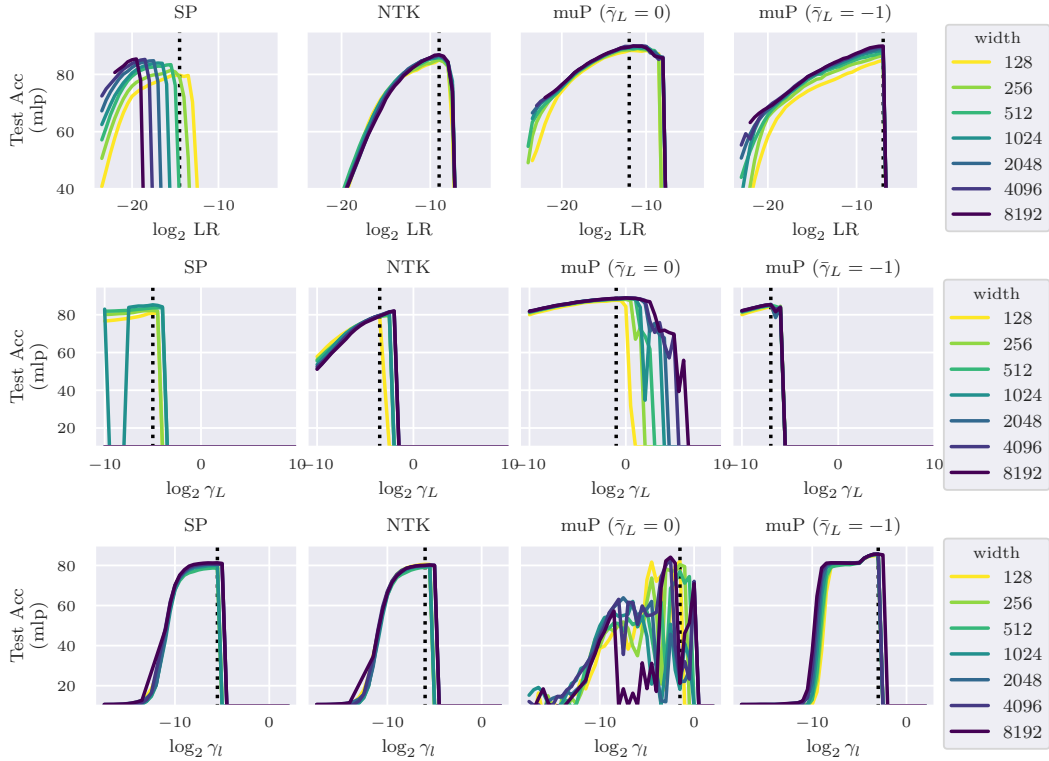 SP NTK muP (γ̄_L = 0) muP (γ̄_L = −1)
Test Acc
(mlp)
80
60
40
−20 −10 −20 −10 −20 −10 −20 −10
log₂ LR log₂ LR log₂ LR log₂ LR
width
128
256
512
1024
2048
4096
8192
SP NTK muP (γ̄_L = 0) muP (γ̄_L = −1)
Test Acc
(mlp)
80
60
40
20
−10 0 10 −10 0 10 −10 0 10 −10 0 10
log₂ γ_L log₂ γ_L log₂ γ_L log₂ γ_L
width
128
256
512
1024
2048
4096
8192
SP NTK muP (γ̄_L = 0) muP (γ̄_L = −1)
Test Acc
(mlp)
80
60
40
20
−10 0 −10 0 −10 0 −10 0
log₂ γ_l log₂ γ_l log₂ γ_l log₂ γ_l
width
128
256
512
1024
2048
4096
8192